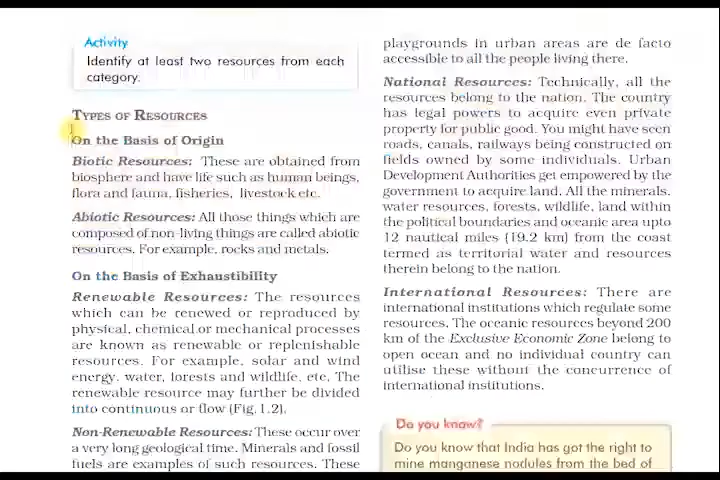 Activity
Identify at least two resources from each
category.
TYPES OF RESOURCES
On the Basis of Origin
Biotic Resources: These are obtained from
biosphere and have life such as human beings,
flora and fauna, fisheries, livestock etc.
Abiotic Resources: All those things which are
composed of non-living things are called abiotic
resources. For example, rocks and metals.
On the Basis of Exhaustibility
Renewable Resources: The resources
which can be renewed or reproduced by
physical, chemical or mechanical processes
are known as renewable or replenishable
resources. For example, solar and wind
energy, water, forests and wildlife, etc. The
renewable resource may further be divided
into continuous or flow (Fig.1.2).
Non-Renewable Resources: These occur over
a very long geological time. Minerals and fossil
fuels are examples of such resources. These
playgrounds in urban areas are de facto
accessible to all the people living there.
National Resources: Technically, all the
resources belong to the nation. The country
has legal powers to acquire even private
property for public good. You might have seen
roads, canals, railways being constructed on
fields owned by some individuals. Urban
Development Authorities get empowered by the
government to acquire land. All the minerals,
water resources, forests, wildlife, land within
the political boundaries and oceanic area upto
12 nautical miles (19.2 km) from the coast
termed as territorial water and resources
therein belong to the nation.
International Resources: There are
international institutions which regulate some
resources. The oceanic resources beyond 200
km of the Exclusive Economic Zone belong to
open ocean and no individual country can
utilise these without the concurrence of
international institutions.
Do you know?
Do you know that India has got the right to
mine manganese nodules from the bed of